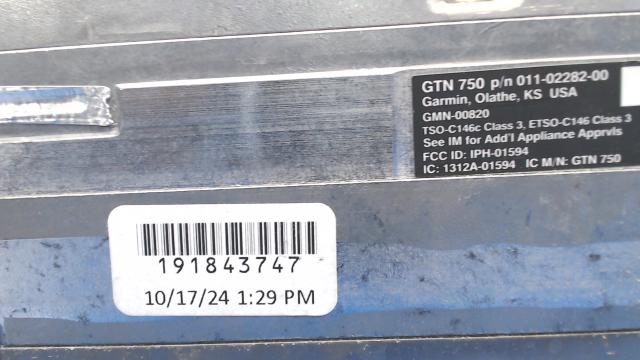 GTN 750 p/n 011-02282-00
Garmin, Olathe, KS USA
GMN-00820
TSO-C146c Class 3, ETSO-C146 Class 3
See IM for Add'l Appliance Apprvls
FCC ID: IPH-01594
IC: 1312A-01594 IC M/N: GTN 750
191843747
10/17/24 1:29 PM